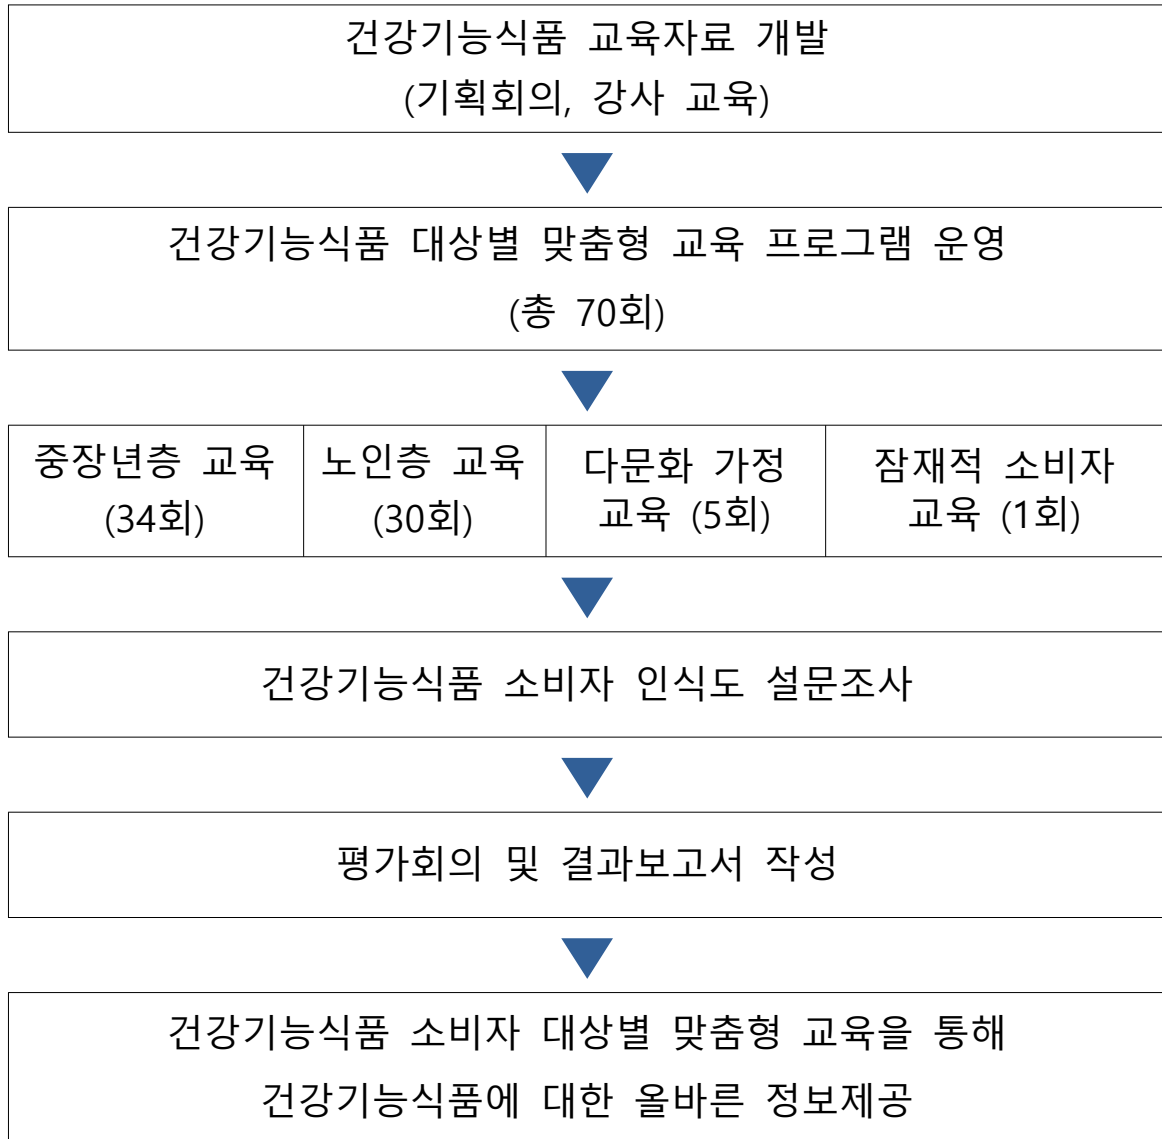 건강기능식품 교육자료 개발
(기획회의, 강사 교육)
건강기능식품 대상별 맞춤형 교육 프로그램 운영
(총 70회)
중장년층 교육
(34회)
노인층 교육
(30회)
다문화 가정
교육 (5회)
잠재적 소비자
교육 (1회)
건강기능식품 소비자 인식도 설문조사
평가회의 및 결과보고서 작성
건강기능식품 소비자 대상별 맞춤형 교육을 통해
건강기능식품에 대한 올바른 정보제공